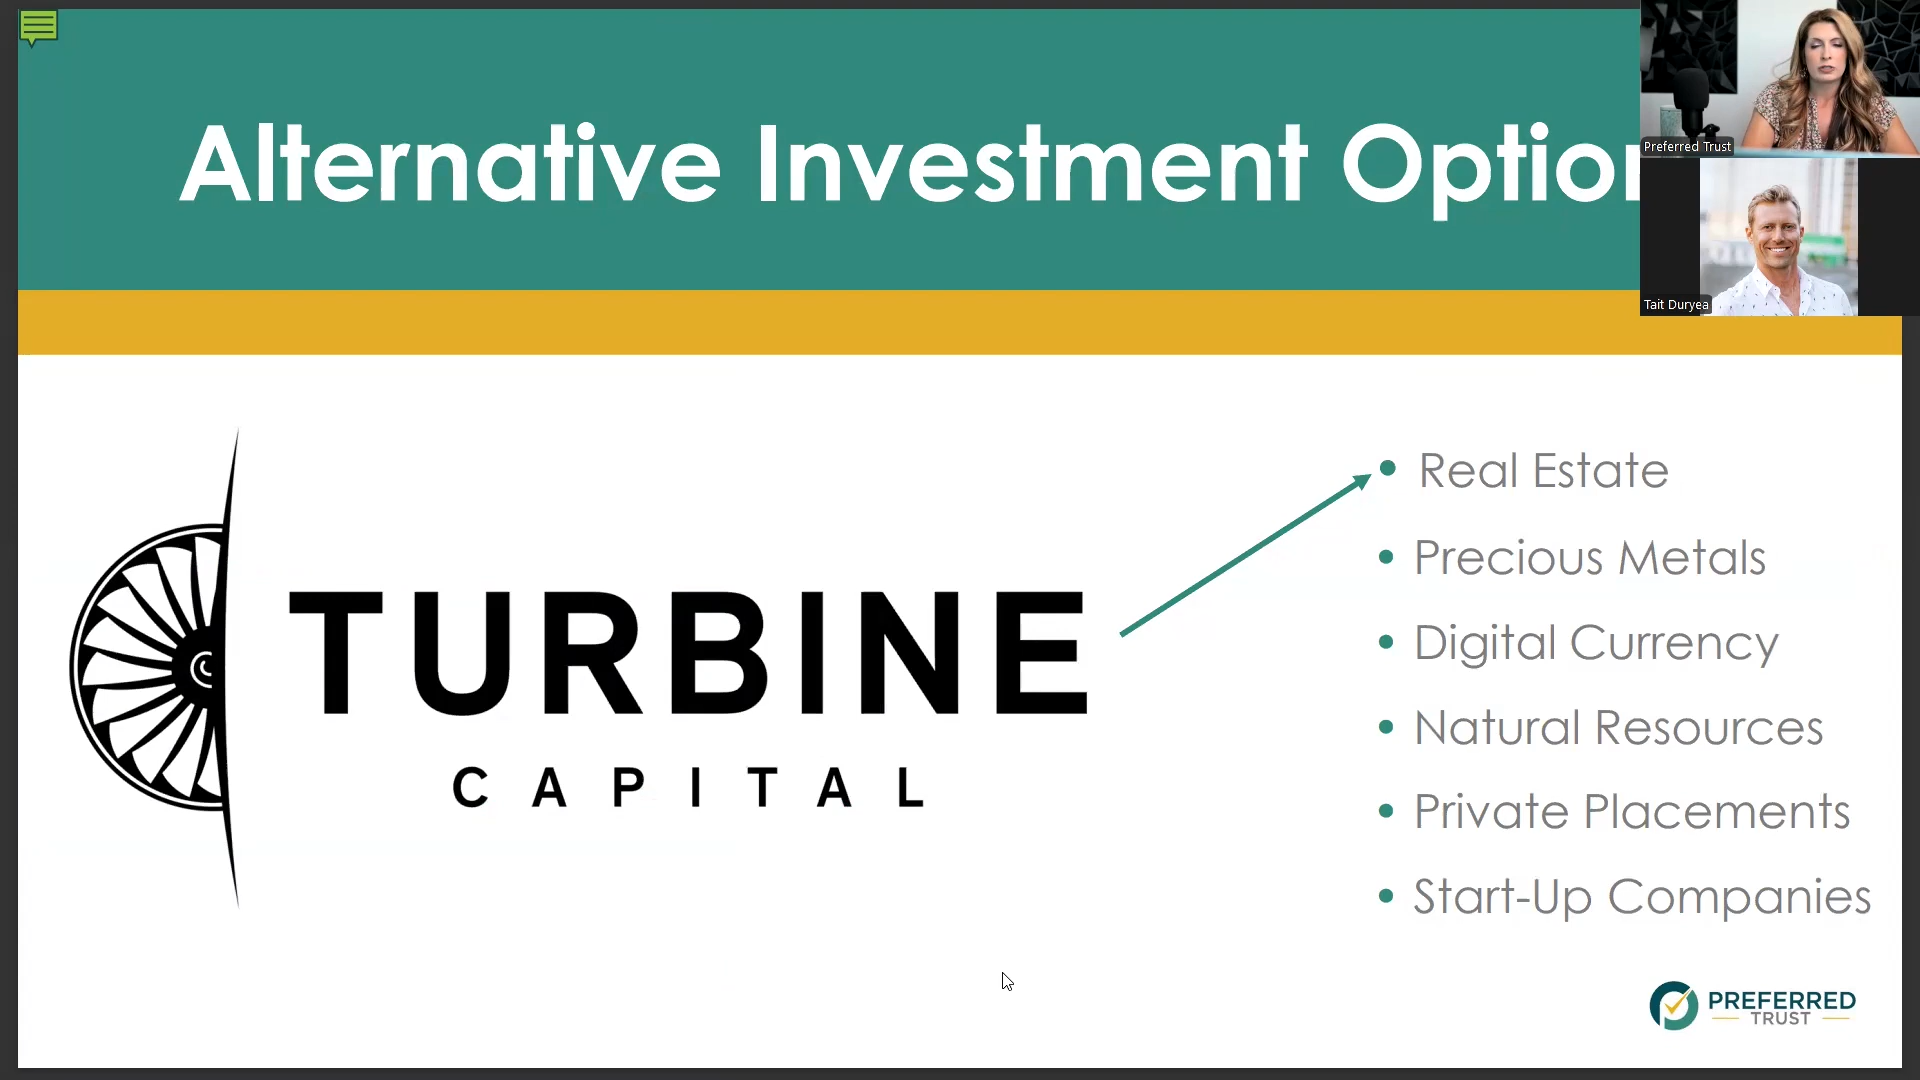 Alternative Investment Option
Preferred Trust
Tait Duryea
TURBINE
CAPITAL
• Real Estate
• Precious Metals
• Digital Currency
• Natural Resources
• Private Placements
• Start-Up Companies
PREFERRED
TRUST